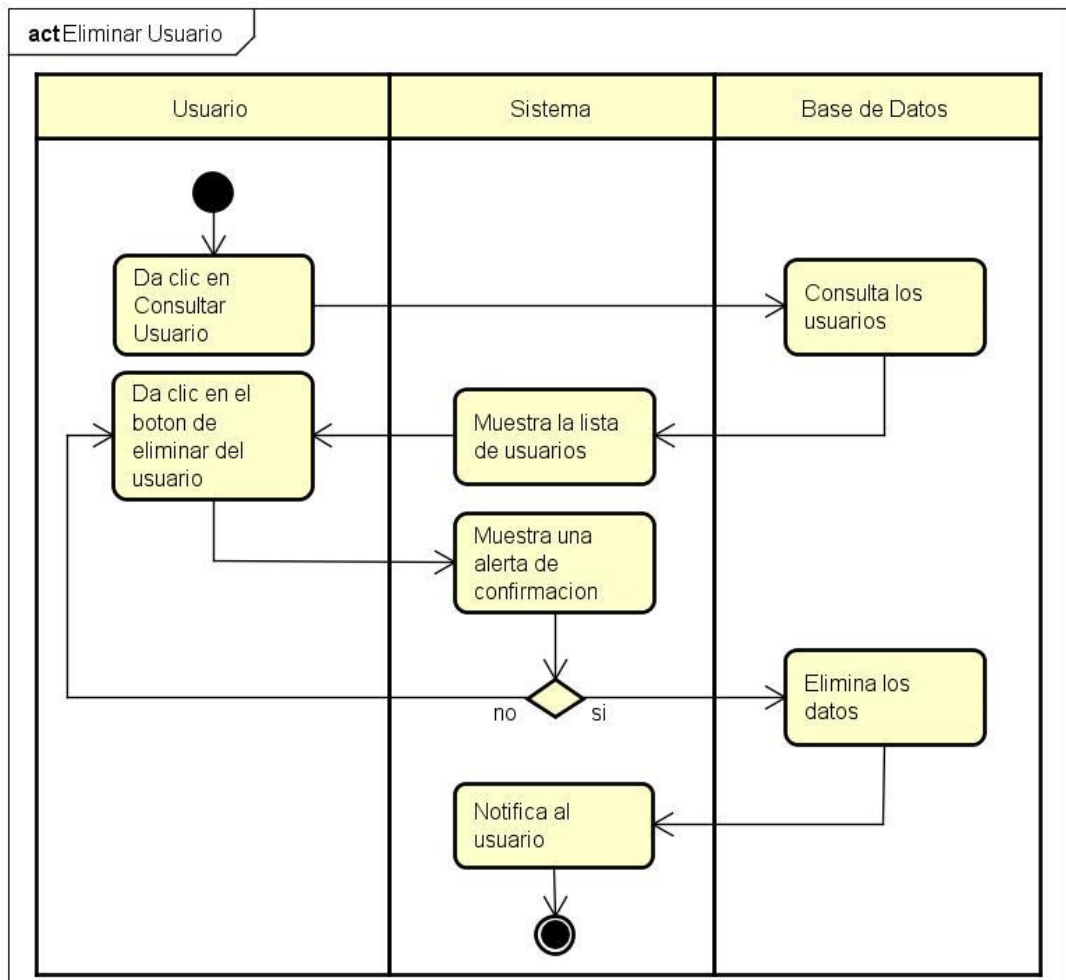 act Eliminar Usuario
Usuario
Sistema
Base de Datos
Da clic en
Consultar
Usuario
Consulta los
usuarios
Da clic en el
boton de
eliminar del
usuario
Muestra la lista
de usuarios
Muestra una
alerta de
confirmacion
no
si
Elimina los
datos
Notifica al
usuario